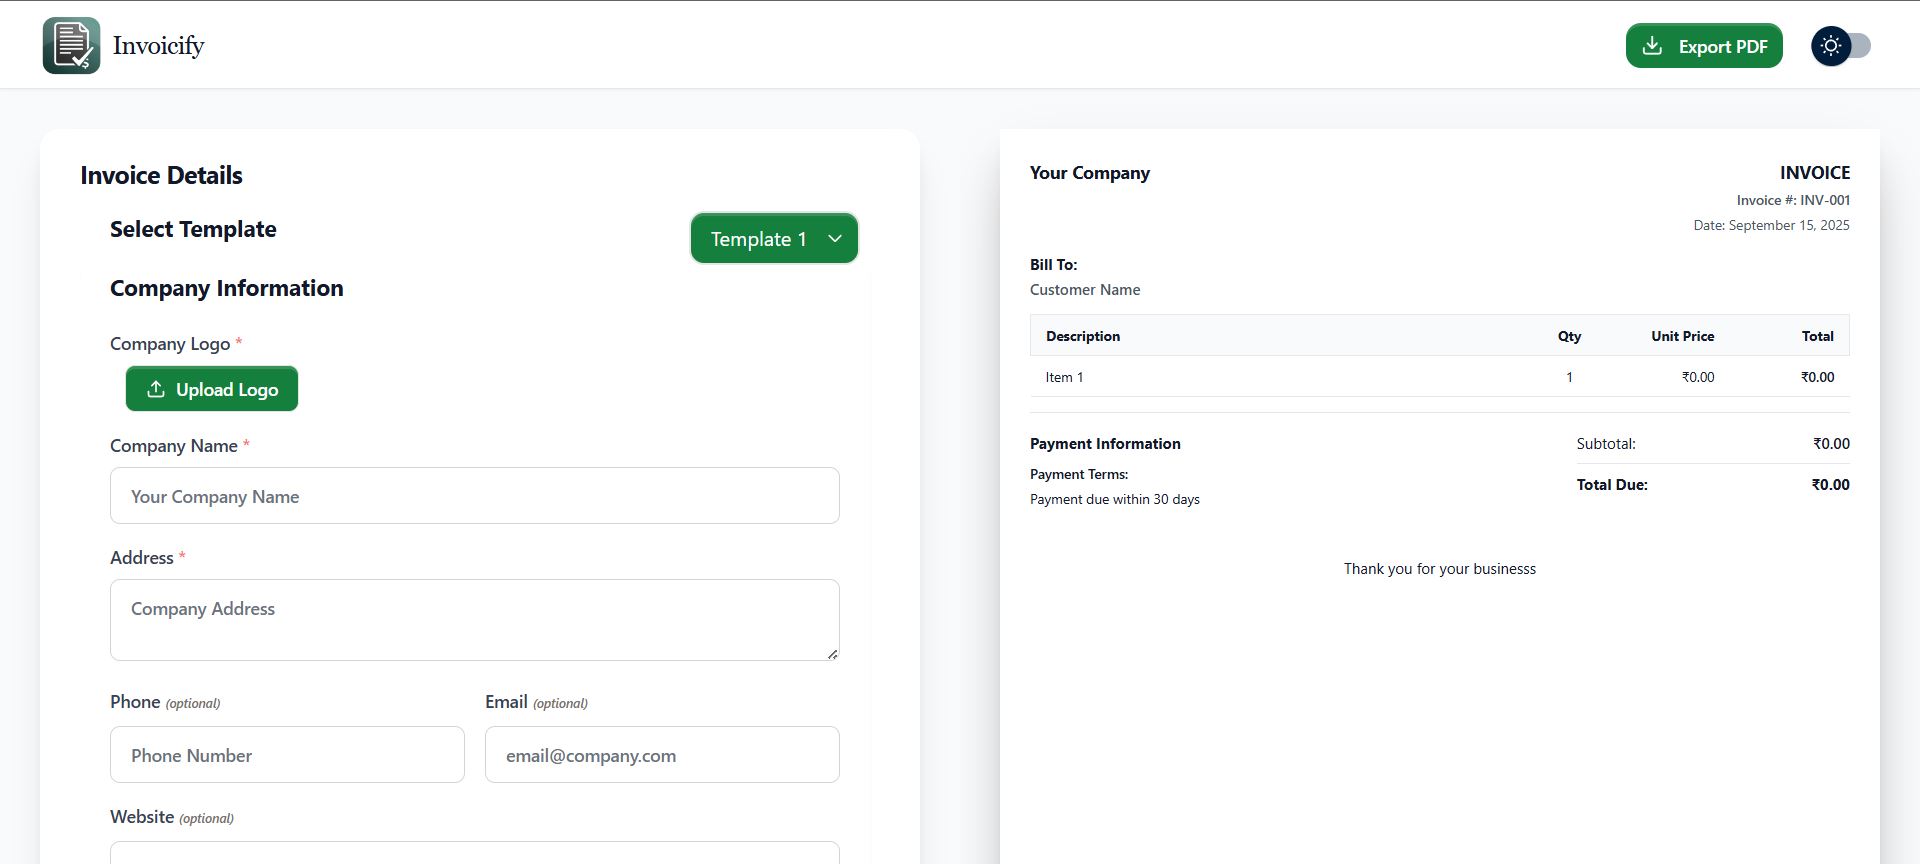 Invoicify
Export PDF
Invoice Details
Select Template
Template 1
Company Information
Company Logo *
Upload Logo
Company Name *
Your Company Name
Address *
Company Address
Phone (optional)
Email (optional)
Phone Number
email@company.com
Website (optional)
Your Company
INVOICE
Invoice #: INV-001
Date: September 15, 2025
Bill To:
Customer Name
Description Qty Unit Price Total
Item 1 1 ₹0.00 ₹0.00
Payment Information
Subtotal: ₹0.00
Payment Terms:
Total Due: ₹0.00
Payment due within 30 days
Thank you for your businesss